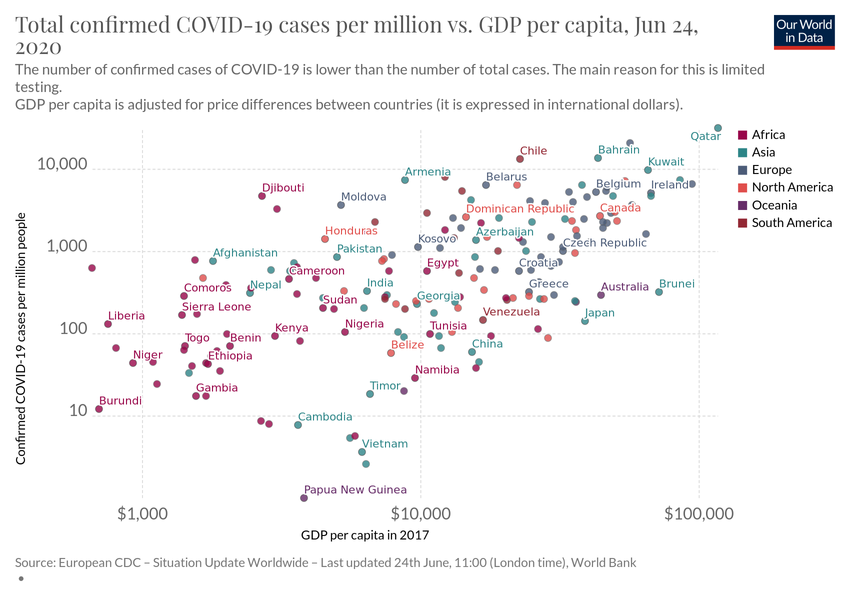 Total confirmed COVID-19 cases per million vs. GDP per capita, Jun 24,
2020
Our World
in Data
The number of confirmed cases of COVID-19 is lower than the number of total cases. The main reason for this is limited
testing.
GDP per capita is adjusted for price differences between countries (it is expressed in international dollars).
Qatar
Africa
Chile
Bahrain
Asia
10,000
Kuwait
Armenia
Belarus
Europe
Djibouti
Belgium
Ireland
North America
Moldova
Dominican Republic
Canada
Oceania
Honduras
Azerbaijan
South America
1,000
Afghanistan
Pakistan
Kosovo
Czech Republic
Cameroon
Egypt
Croatia
Comoros
Nepal
India
Greece
Australia
Brunei
Sierra Leone
Sudan
Georgia
Liberia
Venezuela
Japan
100
Togo
Benin
Kenya
Nigeria
Tunisia
Niger
Ethiopia
Belize
China
Gambia
Timor
Namibia
Burundi
10
Cambodia
Vietnam
Papua New Guinea
Confirmed COVID-19 cases per million people
$1,000
$10,000
$100,000
GDP per capita in 2017
Source: European CDC – Situation Update Worldwide – Last updated 24th June, 11:00 (London time), World Bank